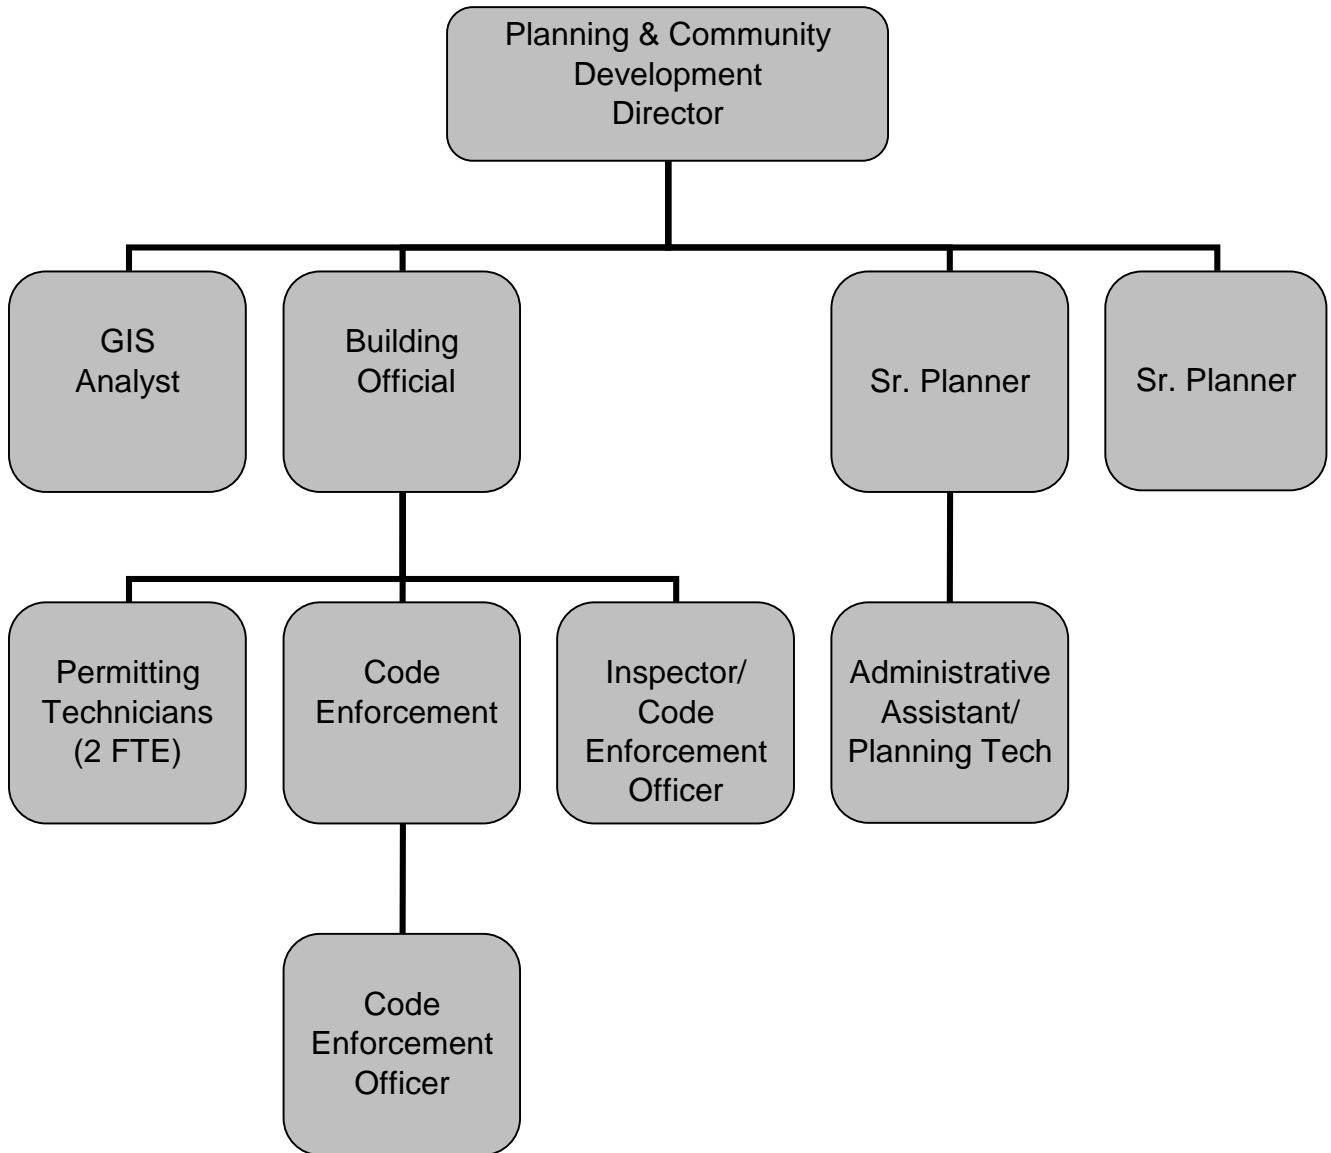 Planning & Community
Development
Director
GIS
Analyst
Building
Official
Sr. Planner
Sr. Planner
Permitting
Technicians
(2 FTE)
Code
Enforcement
Inspector/
Code
Enforcement
Officer
Administrative
Assistant/
Planning Tech
Code
Enforcement
Officer